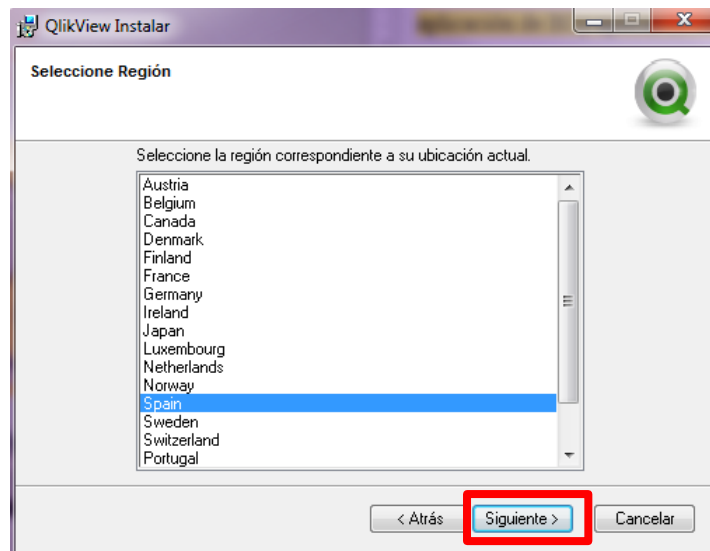 QlikView Instalar
Seleccione Región
Seleccione la región correspondiente a su ubicación actual.
Austria
Belgium
Canada
Denmark
Finland
France
Germany
Ireland
Japan
Luxembourg
Netherlands
Norway
Spain
Sweden
Switzerland
Portugal
< Atrás Siguiente > Cancelar